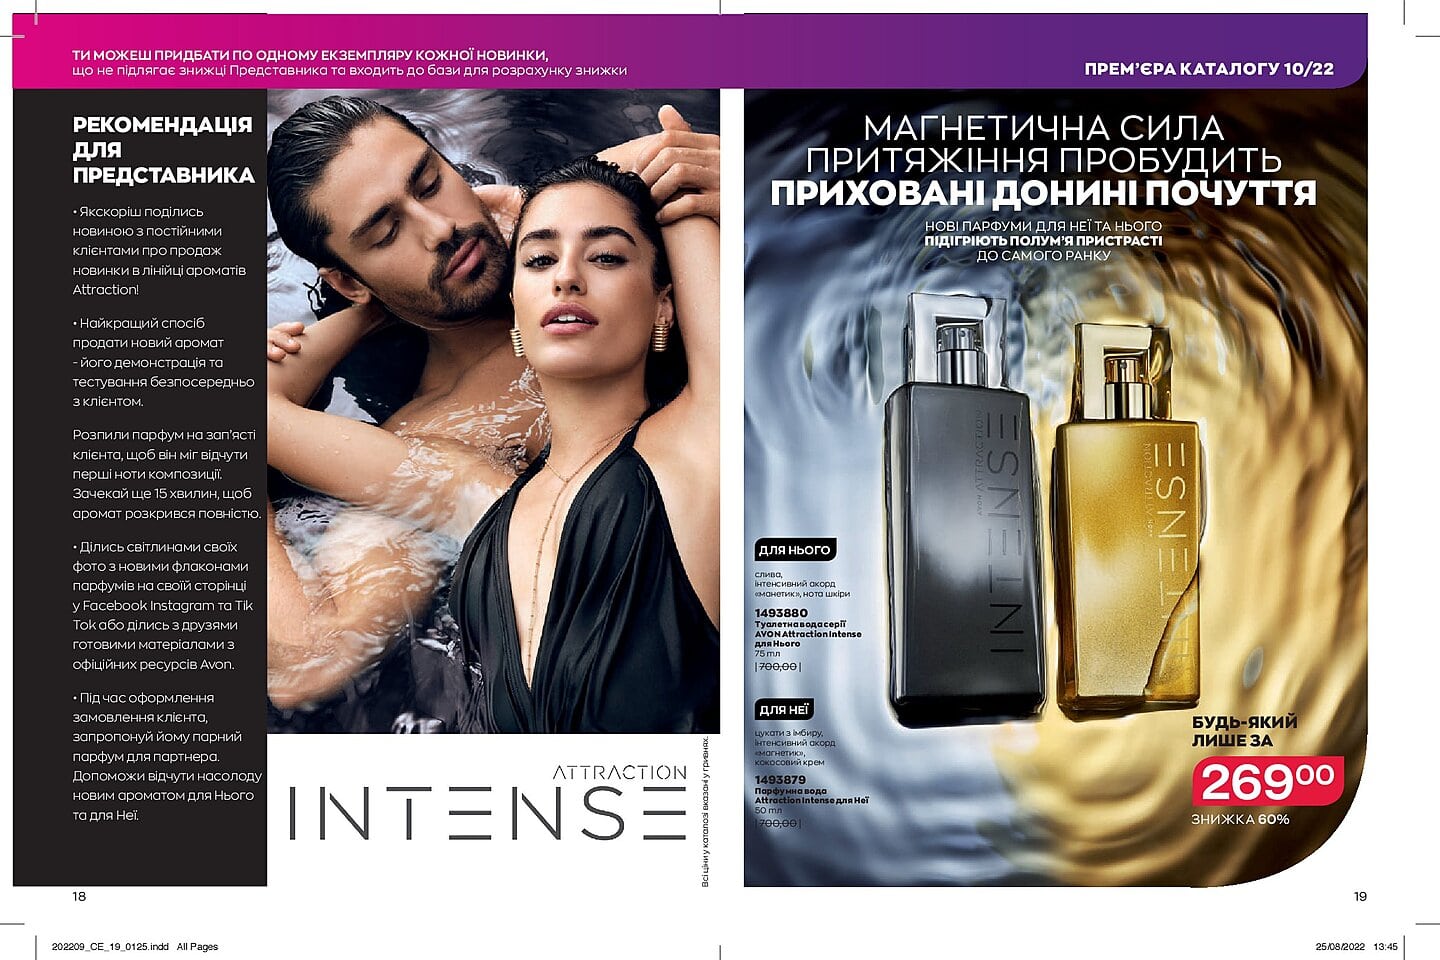 ТИ МОЖЕШ ПРИДБАТИ ПО ОДНОМУ ЕКЗЕМПЛЯРУ КОЖНОЇ НОВИНКИ,
що не підлягає знижці Представника та входить до бази для розрахунку знижки
РЕКОМЕНДАЦІЯ
ДЛЯ
ПРЕДСТАВНИКА
• Якскоріш поділись
новиною з постійними
клієнтами про продаж
новинки в лінійці ароматів
Attraction!
• Найкращий спосіб
продати новий аромат
- його демонстрація та
тестування безпосередньо
з клієнтом.
Розпили парфум на зап’ясті
клієнта, щоб він міг відчути
перші ноти композиції.
Зачекай ще 15 хвилин, щоб
аромат розкрився повністю.
• Ділись світлинами своїх
фото з новими флаконами
парфумів на своїй сторінці
у Facebook Instagram та Tik
Tok або ділись з друзями
готовими матеріалами з
офіційних ресурсів Avon.
• Під час оформлення
замовлення клієнта,
запропонуй йому парний
парфум для партнера.
Допоможи відчути насолоду
новим ароматом для Нього
та для Неї.
ATTRACTION
INTENSE
Всі ціни у каталозі вказані у гривнях.
18
ПРЕМ’ЄРА КАТАЛОГУ 10/22
МАГНЕТИЧНА СИЛА
ПРИТЯЖІННЯ ПРОБУДИТЬ
ПРИХОВАНІ ДОНИНІ ПОЧУТТЯ
НОВІ ПАРФУМИ ДЛЯ НЕЇ ТА НЬОГО
ПІДІГРІЮТЬ ПОЛУМ’Я ПРИСТРАСТІ
ДО САМОГО РАНКУ
AVON ATTRACTION
INTENSE
AVON ATTRACTION
INTENSE
ДЛЯ НЬОГО
слива,
інтенсивний акорд
«манетик», нота шкіри
1493880
Туалетна вода серії
AVON Attraction Intense
для Нього
75 мл
| 700,00 |
ДЛЯ НЕЇ
цукати з імбиру,
інтенсивний акорд
«магнетик»,
кокосовий крем
1493879
Парфумна вода
Attraction Intense для Неї
50 мл
| 700,00 |
БУДЬ-ЯКИЙ
ЛИШЕ ЗА
269⁰⁰
ЗНИЖКА 60%
19
202209_CE_19_0125.indd   All Pages
25/08/2022   13:45